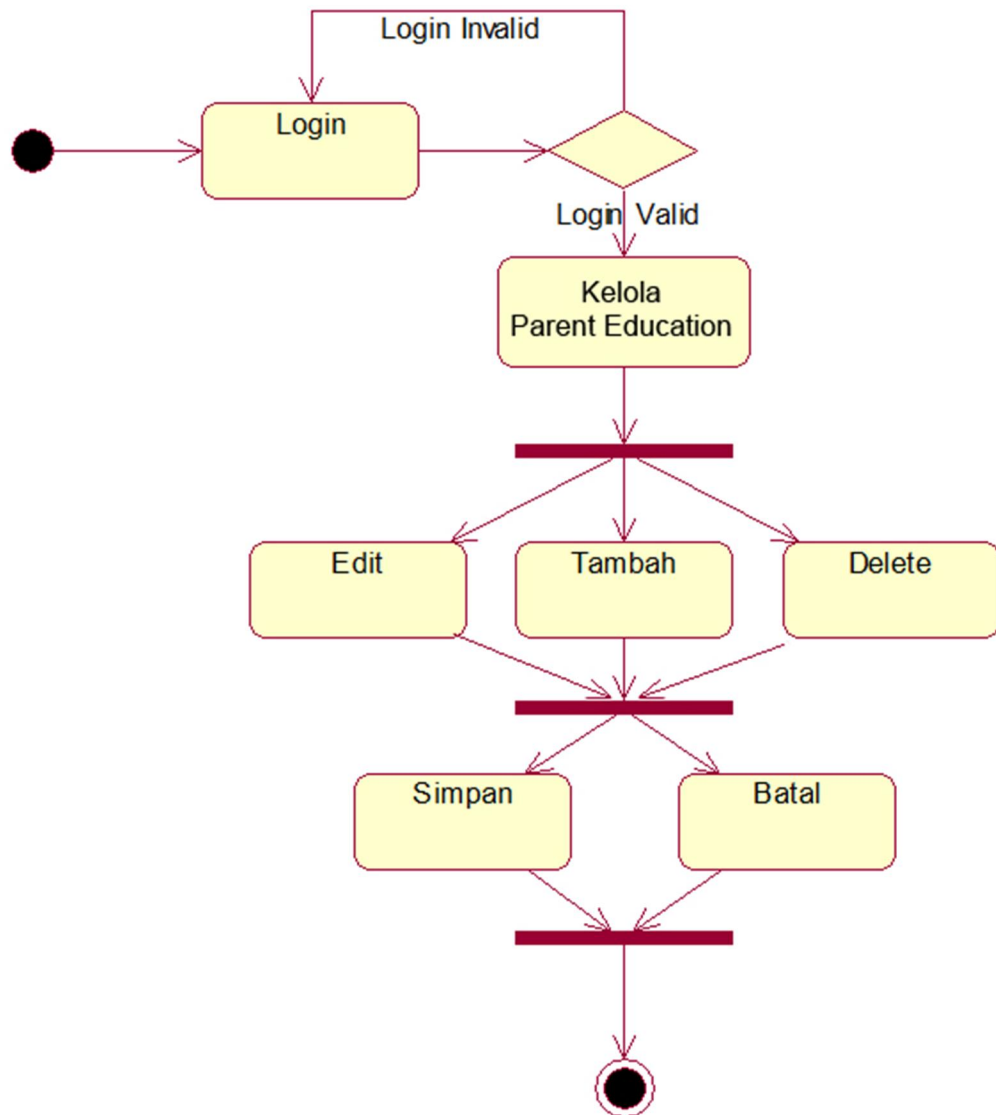 Login Invalid
Login
Login Valid
Kelola
Parent Education
Edit
Tambah
Delete
Simpan
Batal